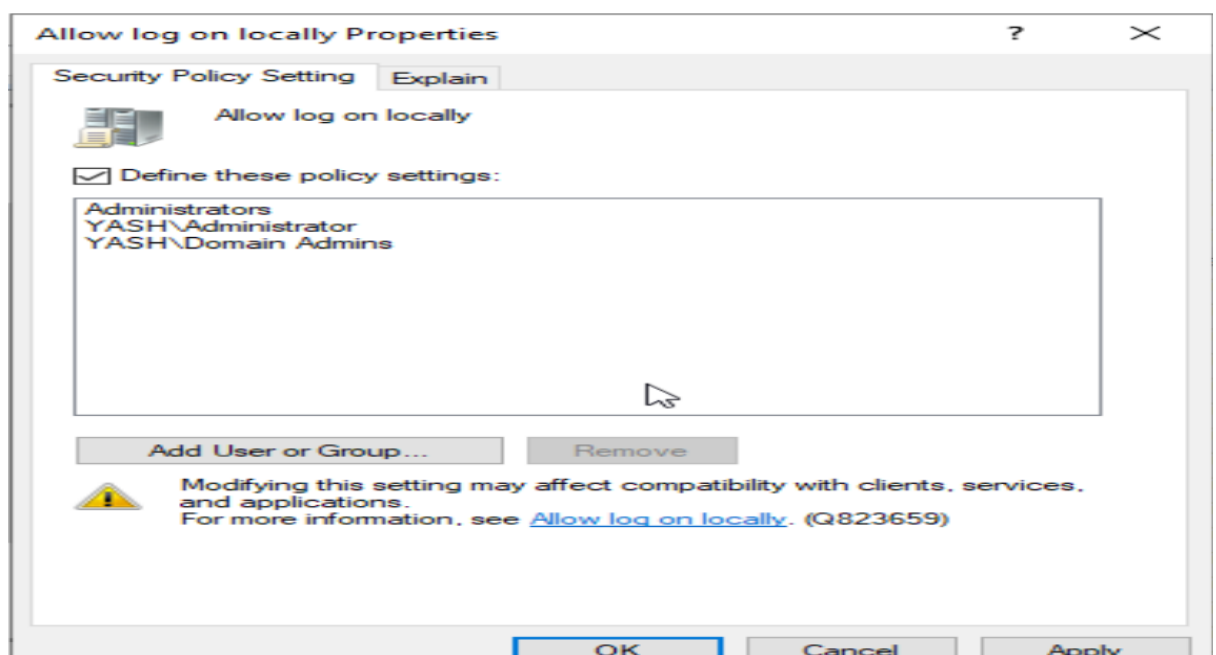 Allow log on locally Properties
?
Security Policy Setting
Explain
Allow log on locally
Define these policy settings:
Administrators
YASH\Administrator
YASH\Domain Admins
Add User or Group...
Remove
Modifying this setting may affect compatibility with clients, services,
and applications.
For more information, see Allow log on locally. (Q823659)
OK
Cancel
Apply